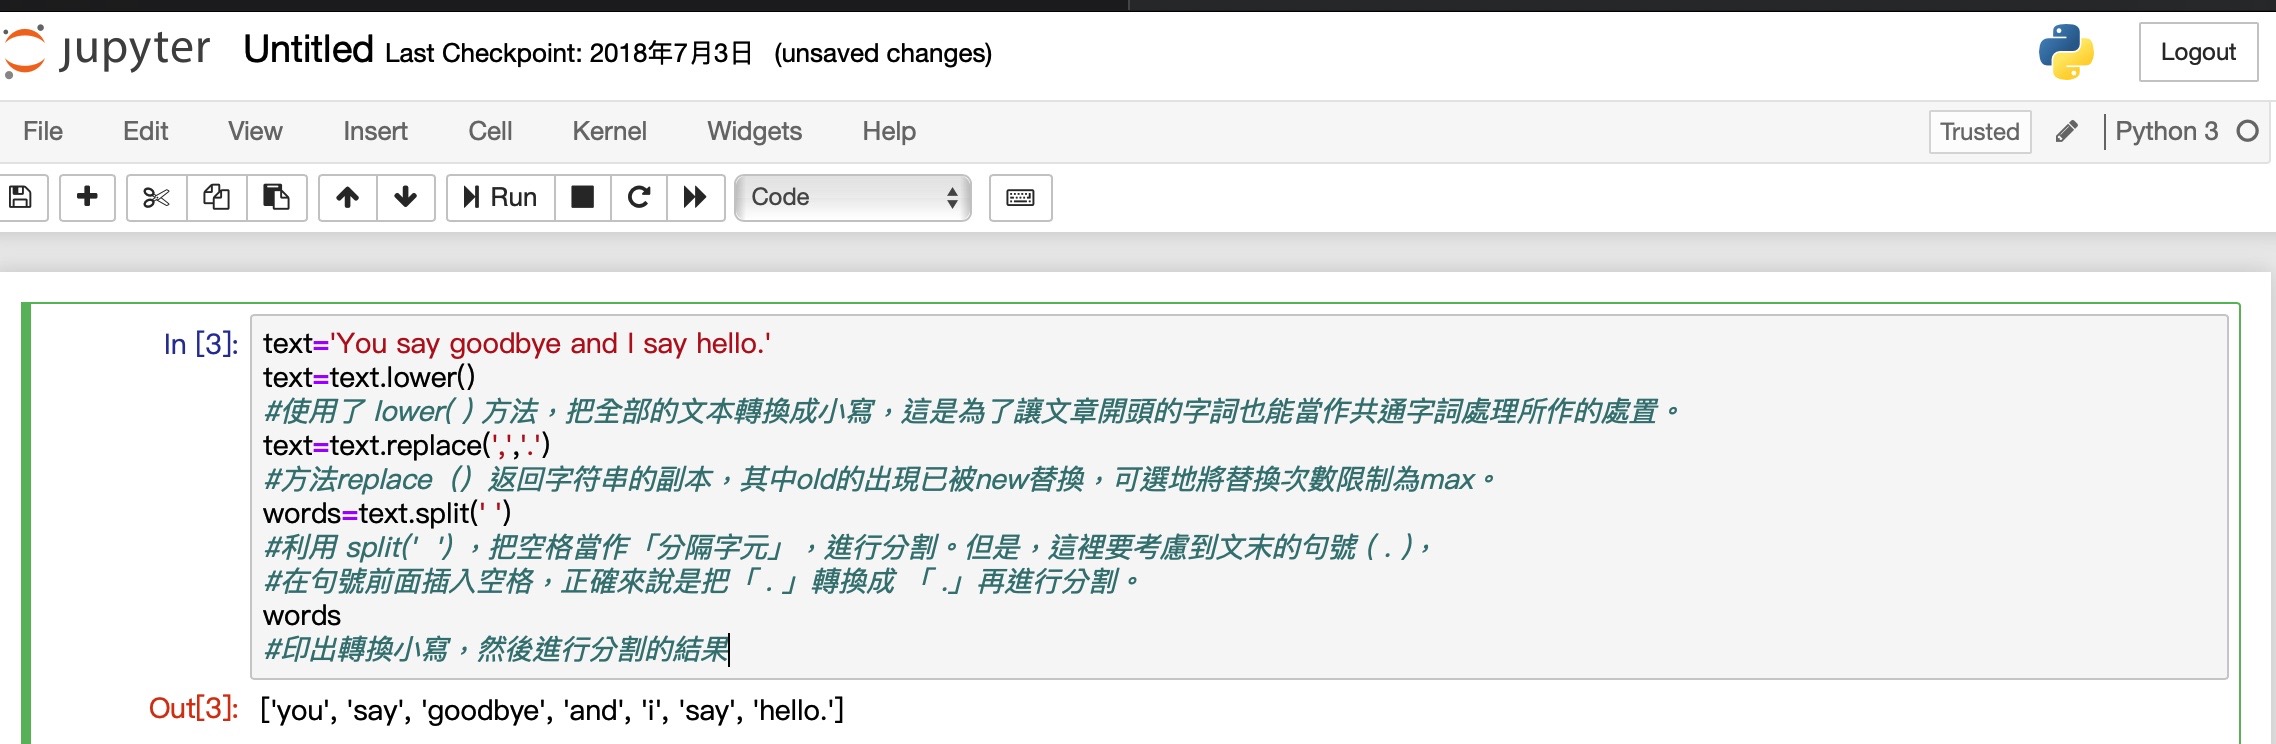 jupyter Untitled Last Checkpoint: 2018年7月3日 (unsaved changes) Logout
File Edit View Insert Cell Kernel Widgets Help Trusted Python 3
Run Code
In [3]: text='You say goodbye and I say hello.'
text=text.lower()
#使用了 lower( ) 方法，把全部的文本轉換成小寫，這是為了讓文章開頭的字詞也能當作共通字詞處理所作的處置。
text=text.replace(',','.')
#方法replace（）返回字符串的副本，其中old的出現已被new替換，可選地將替換次數限制為max。
words=text.split(' ')
#利用 split('  ')，把空格當作「分隔字元」，進行分割。但是，這裡要考慮到文末的句號 ( . )，
#在句號前面插入空格，正確來說是把「 . 」轉換成 「 .」再進行分割。
words
#印出轉換小寫，然後進行分割的結果
Out[3]: ['you', 'say', 'goodbye', 'and', 'i', 'say', 'hello.']